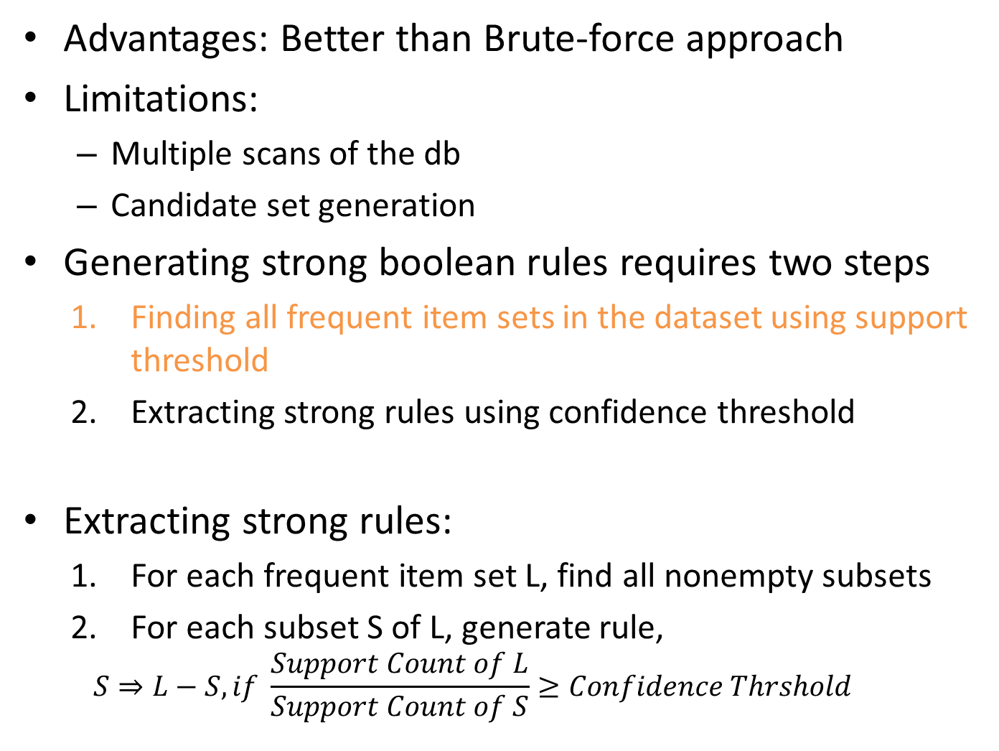 • Advantages: Better than Brute-force approach
• Limitations:
– Multiple scans of the db
– Candidate set generation
• Generating strong boolean rules requires two steps
1. Finding all frequent item sets in the dataset using support
threshold
2. Extracting strong rules using confidence threshold
• Extracting strong rules:
1. For each frequent item set L, find all nonempty subsets
2. For each subset S of L, generate rule,
S ⇒ L − S, if Support Count of L / Support Count of S ≥ Confidence Thrshold